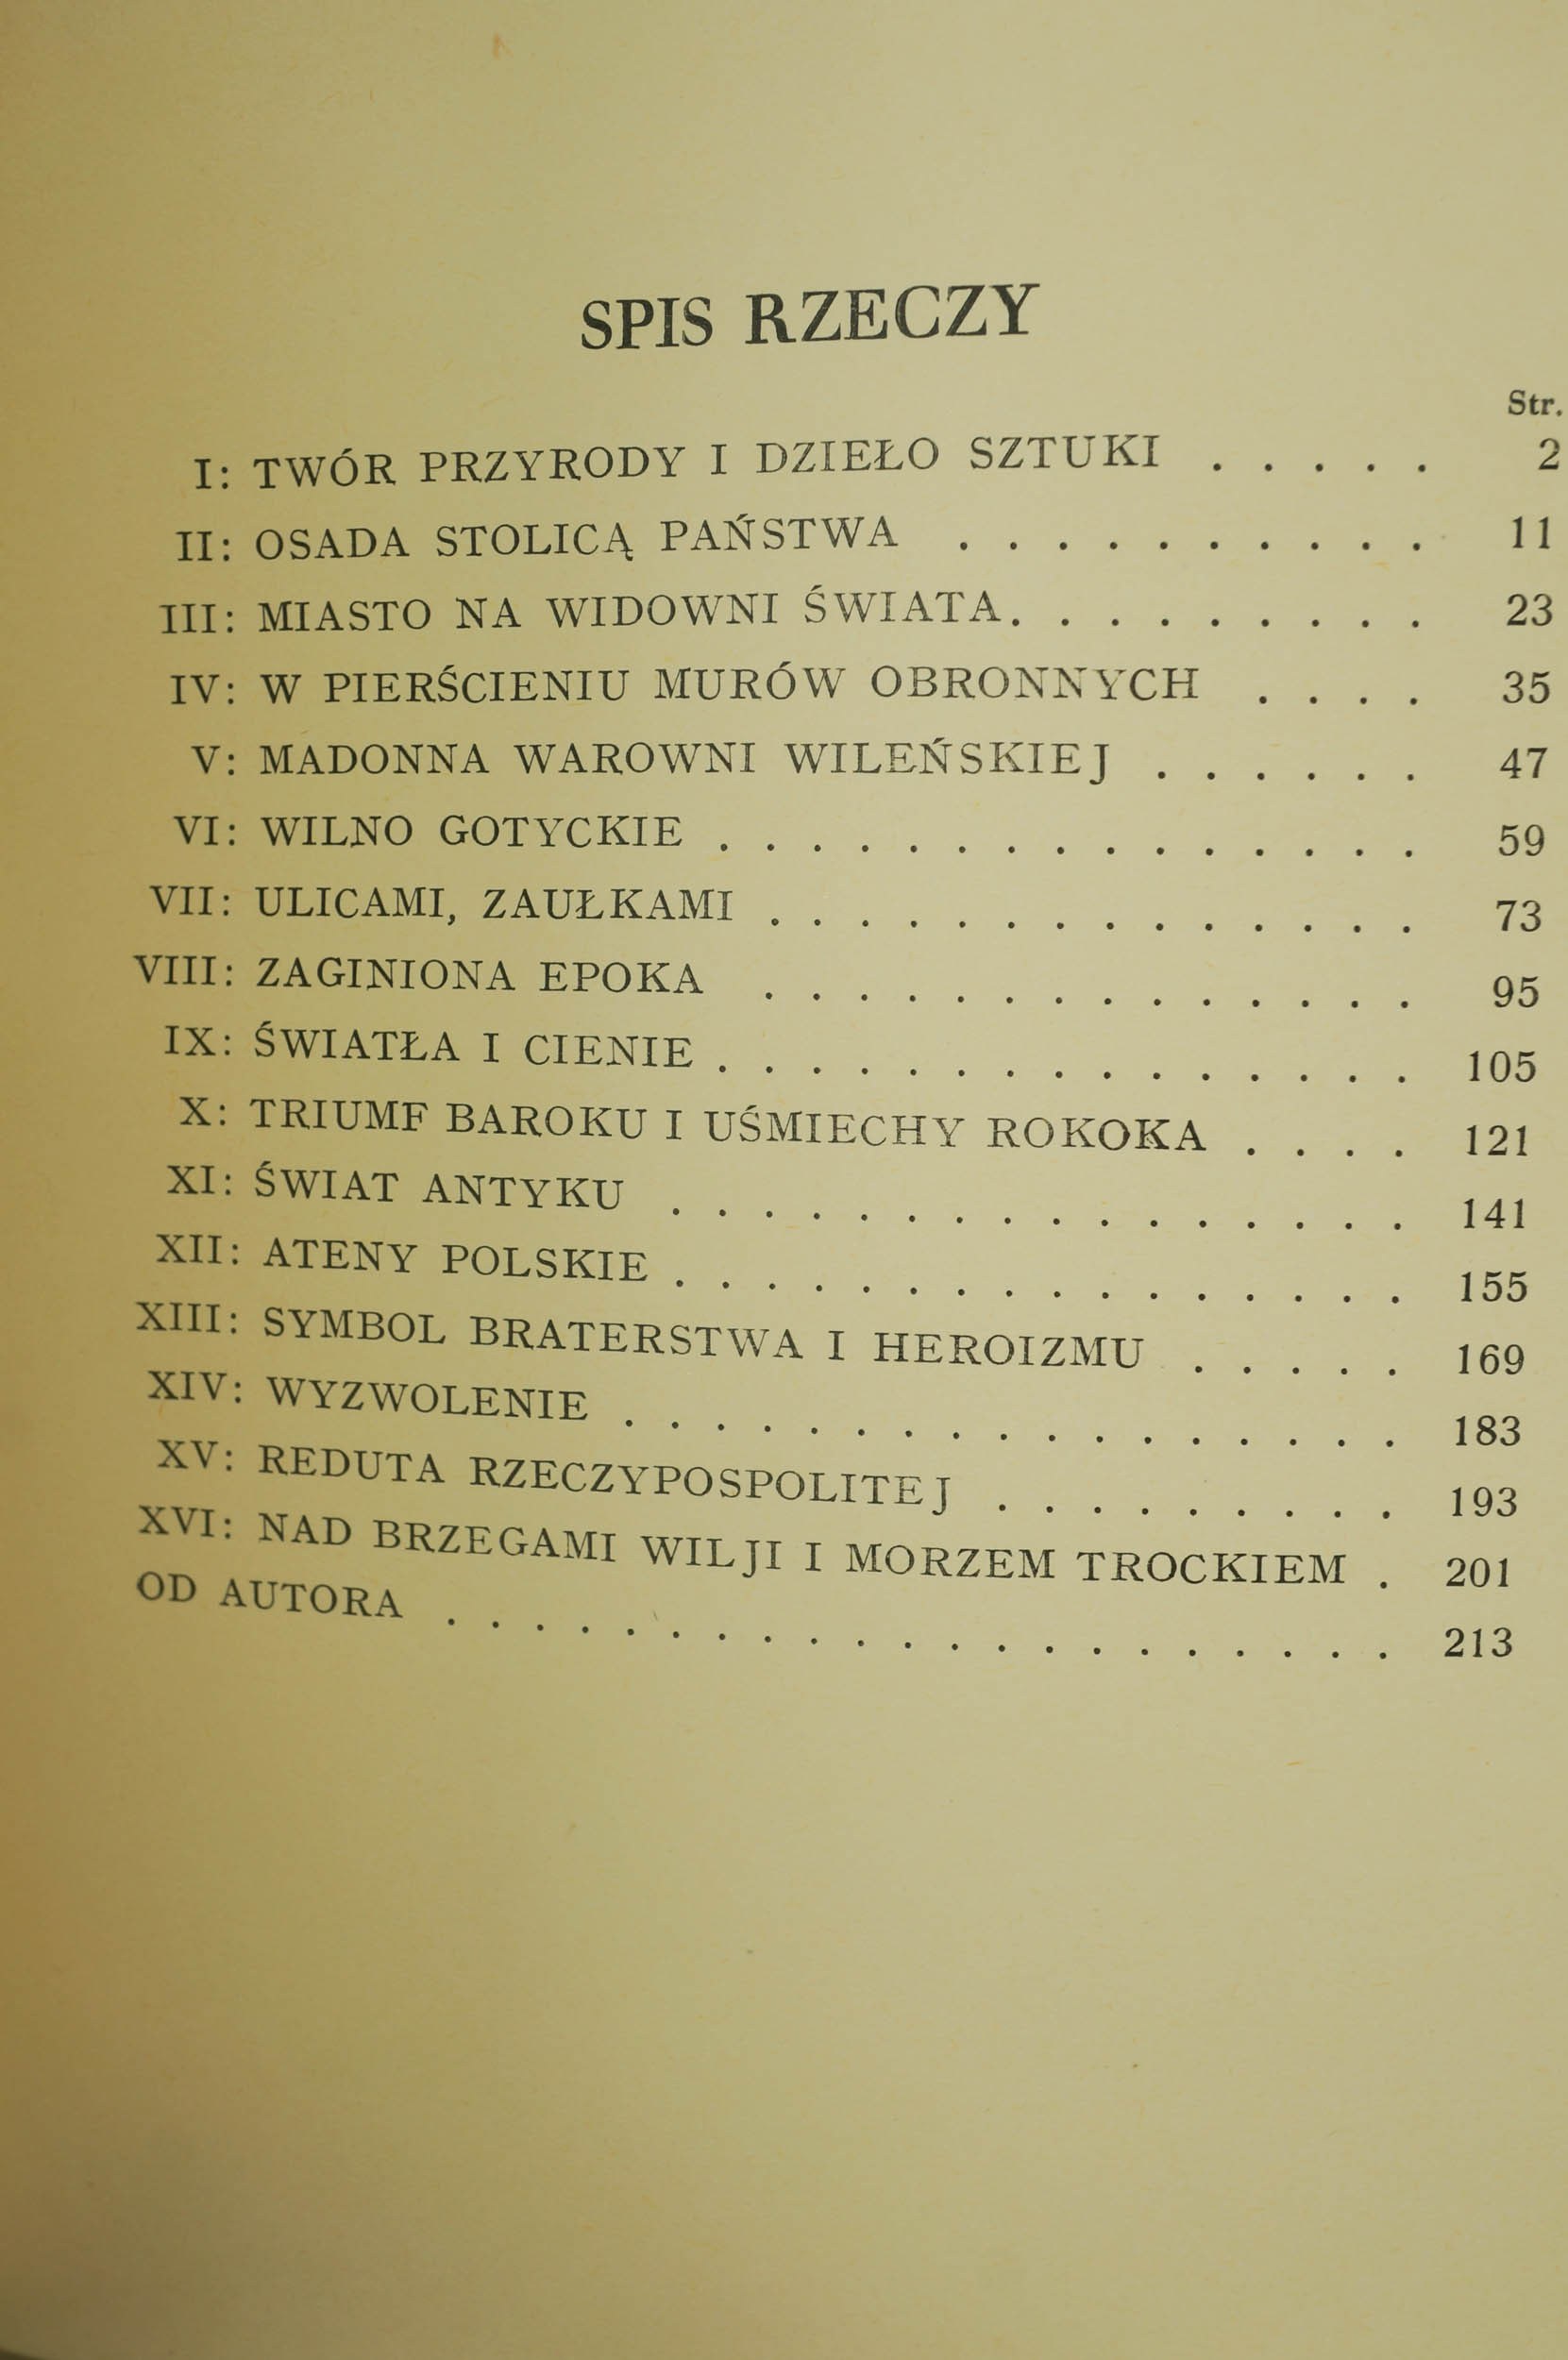 SPIS RZECZY
Str.
I: TWÓR PRZYRODY I DZIEŁO SZTUKI . . . . . 2
II: OSADA STOLICĄ PAŃSTWA . . . . . . . . . . 11
III: MIASTO NA WIDOWNI ŚWIATA. . . . . . . . . 23
IV: W PIERŚCIENIU MURÓW OBRONNYCH . . . . 35
V: MADONNA WAROWNI WILEŃSKIEJ . . . . . . 47
VI: WILNO GOTYCKIE . . . . . . . . . . . . . . . 59
VII: ULICAMI, ZAUŁKAMI . . . . . . . . . . . . . . 73
VIII: ZAGINIONA EPOKA . . . . . . . . . . . . . . 95
IX: ŚWIATŁA I CIENIE . . . . . . . . . . . . . . . 105
X: TRIUMF BAROKU I UŚMIECHY ROKOKA . . . . 121
XI: ŚWIAT ANTYKU . . . . . . . . . . . . . . . . 141
XII: ATENY POLSKIE . . . . . . . . . . . . . . . . 155
XIII: SYMBOL BRATERSTWA I HEROIZMU . . . . . 169
XIV: WYZWOLENIE . . . . . . . . . . . . . . . . . 183
XV: REDUTA RZECZYPOSPOLITEJ . . . . . . . . . 193
XVI: NAD BRZEGAMI WILJI I MORZEM TROCKIEM . 201
OD AUTORA . . . . . . . . . . . . . . . . . . . . . 213